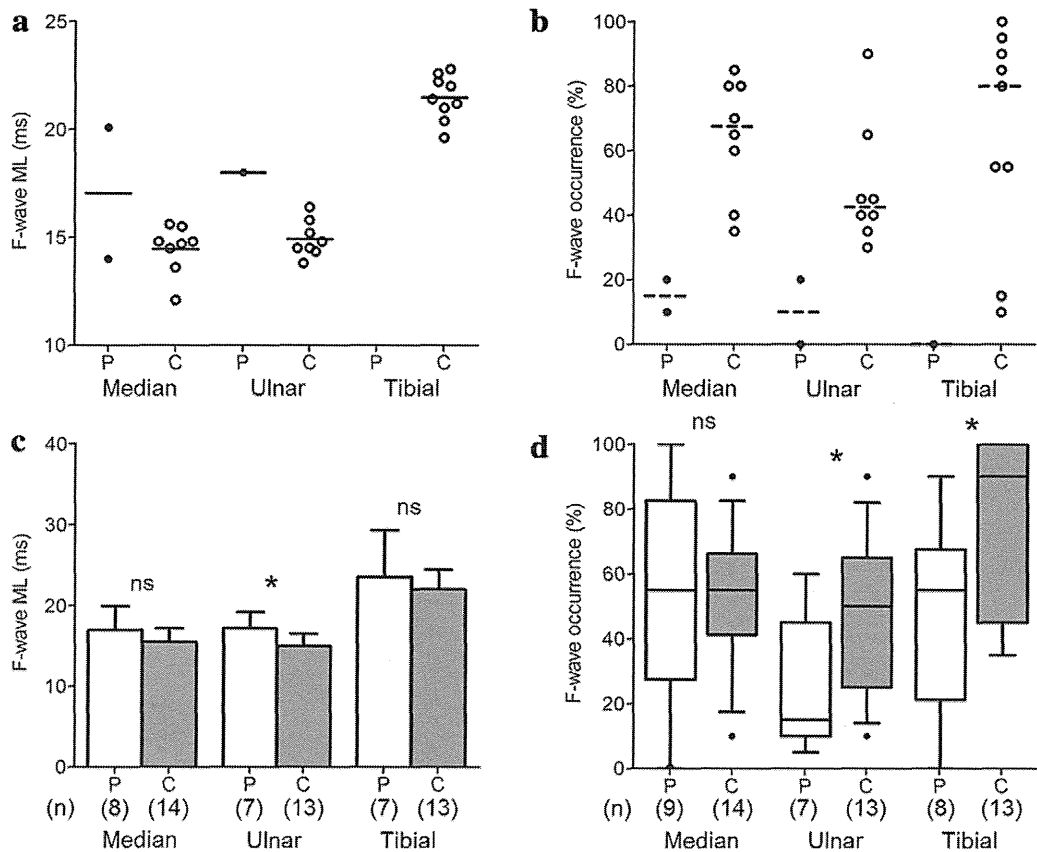 a
25
20
15
10
F-wave ML (ms)
P C P C P C
Median Ulnar Tibial
b
100
80
60
40
20
0
F-wave occurrence (%)
P C P C P C
Median Ulnar Tibial
c
40
30
20
10
0
F-wave ML (ms)
ns * ns
P C P C P C
(n) (8) (14) (7) (13) (7) (13)
Median Ulnar Tibial
d
100
80
60
40
20
0
F-wave occurrence (%)
ns * *
P C P C P C
(n) (9) (14) (7) (13) (8) (13)
Median Ulnar Tibial